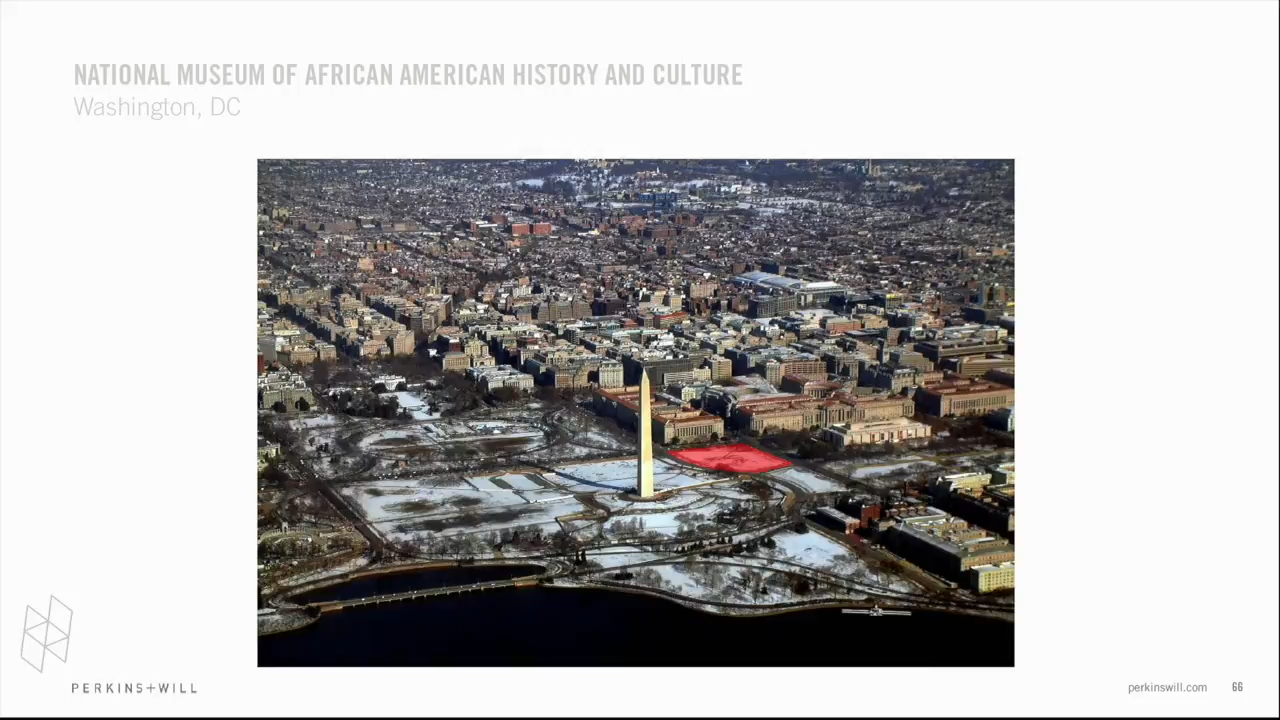 NATIONAL MUSEUM OF AFRICAN AMERICAN HISTORY AND CULTURE
Washington, DC
PERKINS+WILL
perkinswill.com 66